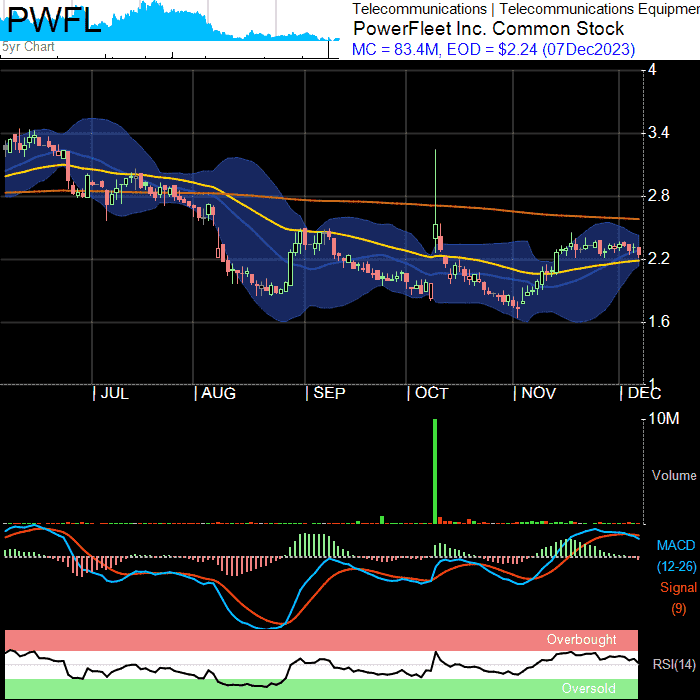 PWFL
5yr Chart
Telecommunications | Telecommunications Equipmen
PowerFleet Inc. Common Stock
MC = 83.4M, EOD = $2.24 (07Dec2023)
4
3.4
2.8
2.2
1.6
1
| JUL | AUG | SEP | OCT | NOV | DEC
10M
Volume
MACD
(12-26)
Signal
(9)
Overbought
RSI(14)
Oversold